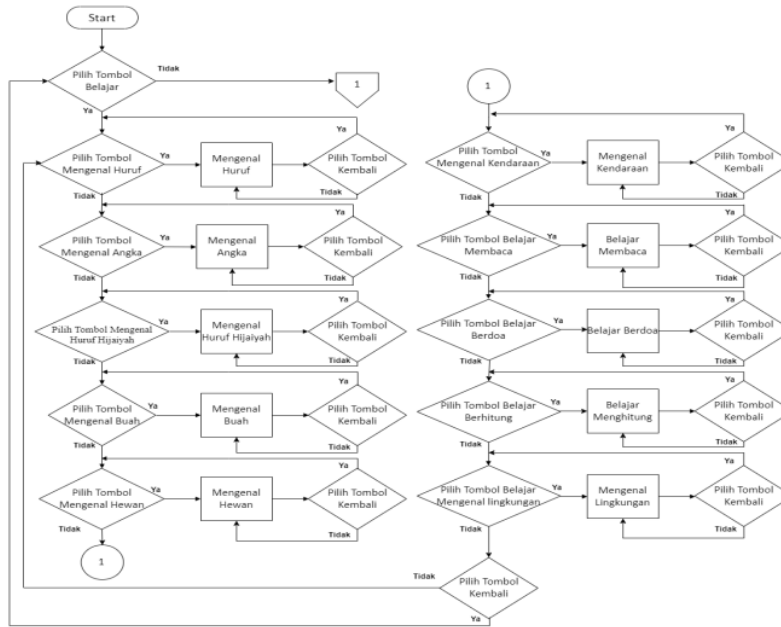 Start
Pilih Tombol
Belajar
Tidak
1
Ya
Pilih Tombol
Mengenal Huruf
Ya
Mengenal
Huruf
Ya
Pilih Tombol
Kembali
Tidak
Tidak
Pilih Tombol
Mengenal Angka
Ya
Mengenal
Angka
Ya
Pilih Tombol
Kembali
Tidak
Tidak
Pilih Tombol Mengenal
Huruf Hijaiyah
Ya
Mengenal
Huruf Hijaiyah
Ya
Pilih Tombol
Kembali
Tidak
Tidak
Pilih Tombol
Mengenal Buah
Ya
Mengenal
Buah
Ya
Pilih Tombol
Kembali
Tidak
Tidak
Pilih Tombol
Mengenal Hewan
Ya
Mengenal
Hewan
Ya
Pilih Tombol
Kembali
Tidak
Tidak
1
1
Pilih Tombol
Mengenal Kendaraan
Ya
Mengenal
Kendaraan
Ya
Pilih Tombol
Kembali
Tidak
Tidak
Pilih Tombol Belajar
Membaca
Ya
Belajar
Membaca
Ya
Pilih Tombol
Kembali
Tidak
Tidak
Pilih Tombol Belajar
Berdoa
Ya
Belajar Berdoa
Ya
Pilih Tombol
Kembali
Tidak
Tidak
Pilih Tombol Belajar
Berhitung
Ya
Belajar
Menghitung
Ya
Pilih Tombol
Kembali
Tidak
Tidak
Pilih Tombol Belajar
Mengenal lingkungan
Ya
Mengenal
Lingkungan
Ya
Pilih Tombol
Kembali
Tidak
Tidak
Pilih Tombol
Kembali
Tidak
Ya